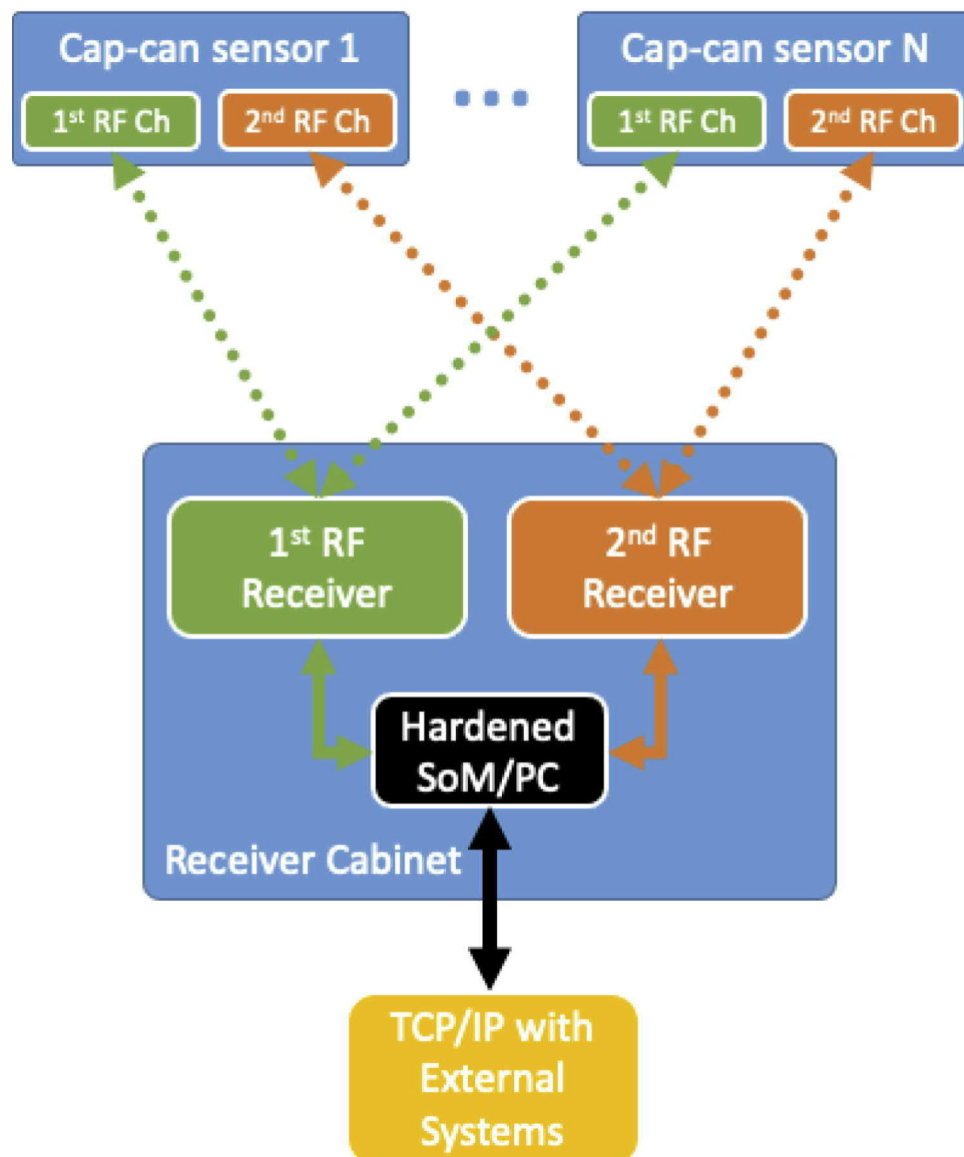 Cap-can sensor 1
1st RF Ch
2nd RF Ch
Cap-can sensor N
1st RF Ch
2nd RF Ch
1st RF
Receiver
2nd RF
Receiver
Hardened
SoM/PC
Receiver Cabinet
TCP/IP with
External
Systems